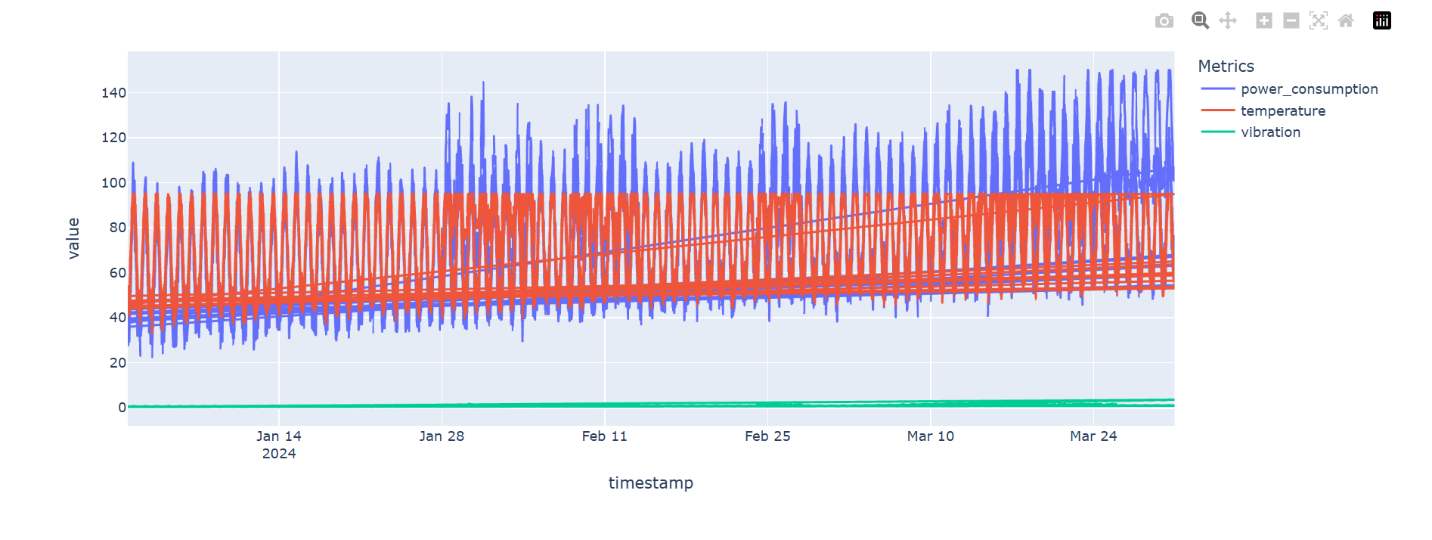 Metrics
power_consumption
temperature
vibration
value
140
120
100
80
60
40
20
0
Jan 14
2024
Jan 28
Feb 11
Feb 25
Mar 10
Mar 24
timestamp